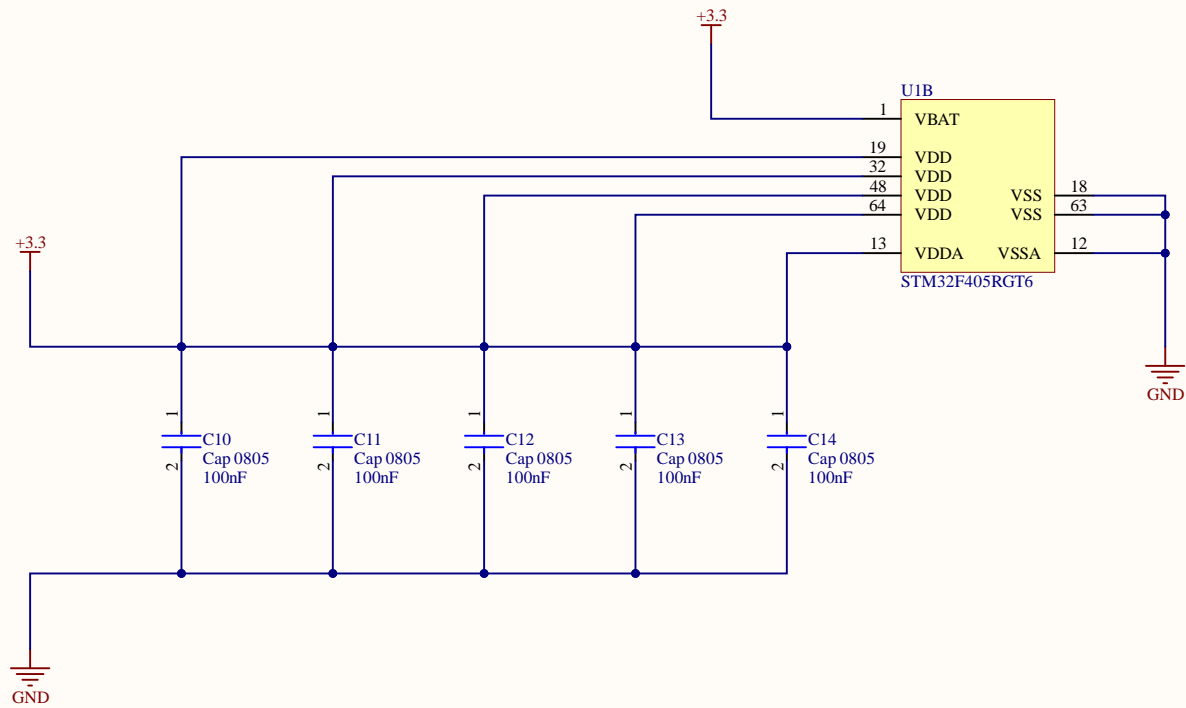 +3.3
U1B
1 VBAT
19 VDD
32 VDD
48 VDD VSS 18
64 VDD VSS 63
13 VDDA VSSA 12
STM32F405RGT6
+3.3
GND
1 1 1 1 1
C10 C11 C12 C13 C14
Cap 0805 Cap 0805 Cap 0805 Cap 0805 Cap 0805
2 2 2 2 2
100nF 100nF 100nF 100nF 100nF
GND